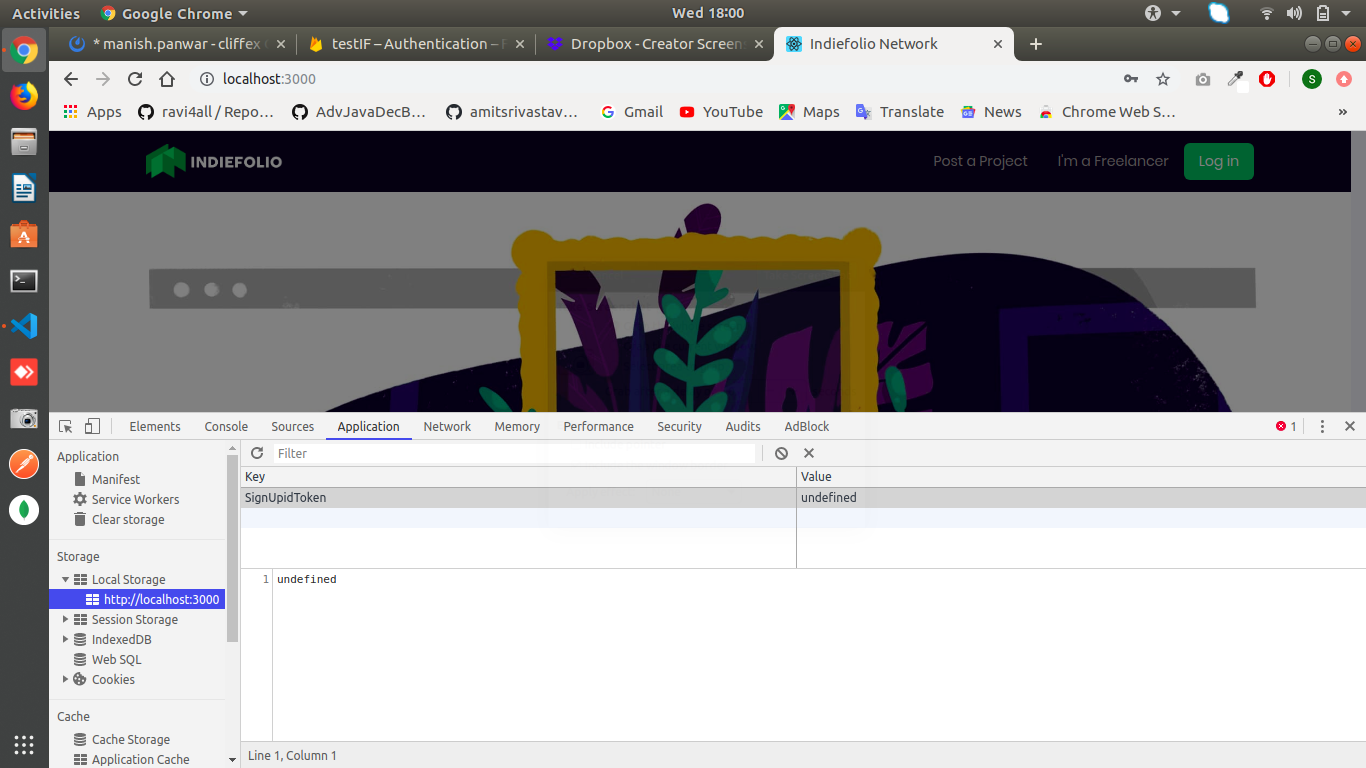 Activities Google Chrome Wed 18:00
* manish.panwar - cliffex testIF – Authentication – F Dropbox - Creator Screens Indiefolio Network
localhost:3000 S
Apps ravi4all / Repo… AdvJavaDecB… amitsrivastav… Gmail YouTube Maps Translate News Chrome Web S… »
INDIEFOLIO Post a Project I'm a Freelancer Log in
Elements Console Sources Application Network Memory Performance Security Audits AdBlock 1
Application
Manifest
Service Workers
Clear storage
Storage
Local Storage
http://localhost:3000
Session Storage
IndexedDB
Web SQL
Cookies
Cache
Cache Storage
Application Cache
Filter
Key Value
SignUpidToken undefined
1 undefined
Line 1, Column 1